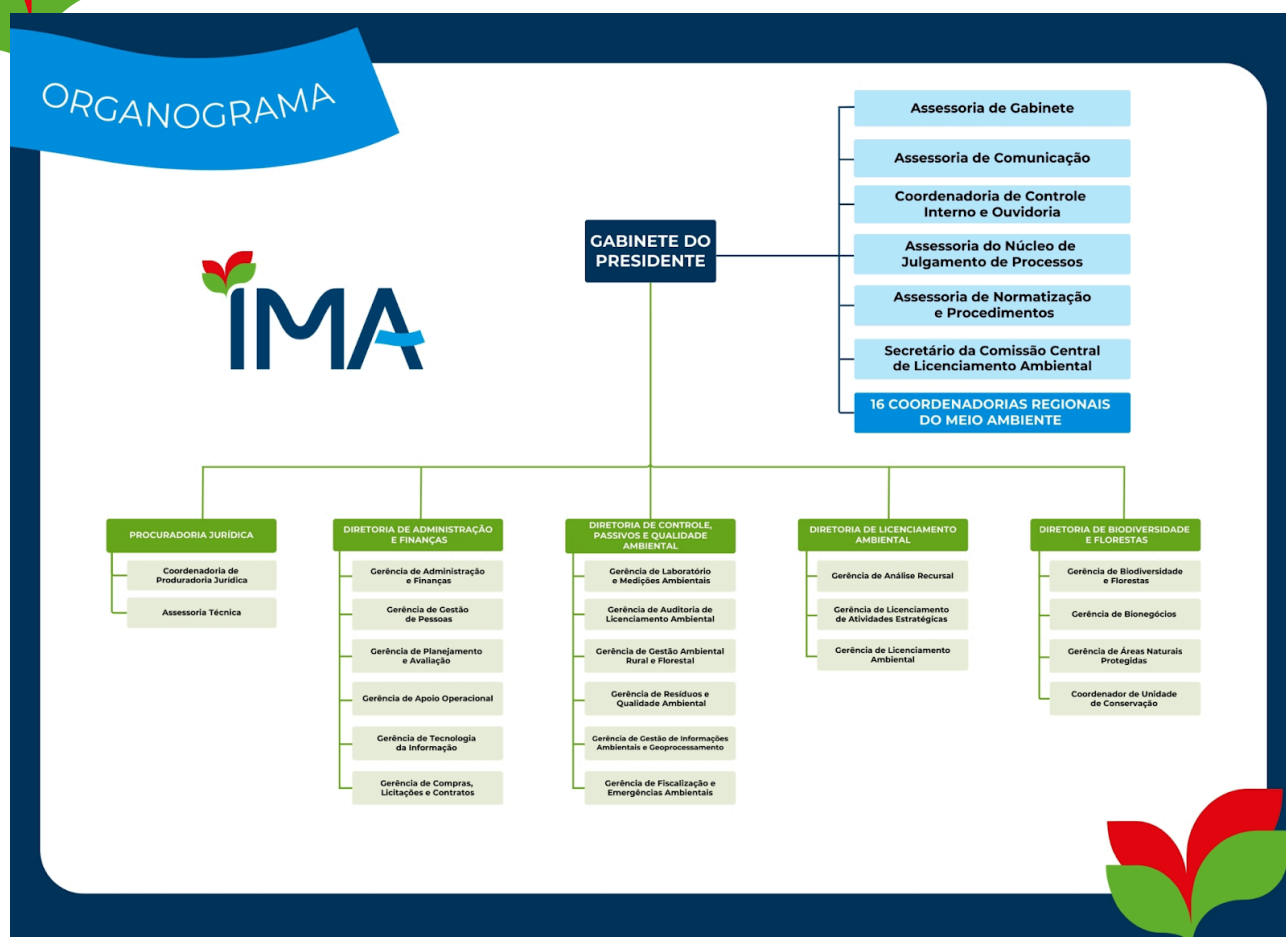 ORGANOGRAMA
IMA
GABINETE DO
PRESIDENTE
Assessoria de Gabinete
Assessoria de Comunicação
Coordenadoria de Controle
Interno e Ouvidoria
Assessoria do Núcleo de
Julgamento de Processos
Assessoria de Normatização
e Procedimentos
Secretário da Comissão Central
de Licenciamento Ambiental
16 COORDENADORIAS REGIONAIS
DO MEIO AMBIENTE
PROCURADORIA JURÍDICA
Coordenadoria de
Produradoria Jurídica
Assessoria Técnica
DIRETORIA DE ADMINISTRAÇÃO
E FINANÇAS
Gerência de Administração
e Finanças
Gerência de Gestão
de Pessoas
Gerência de Planejamento
e Avaliação
Gerência de Apoio Operacional
Gerência de Tecnologia
da Informação
Gerência de Compras,
Licitações e Contratos
DIRETORIA DE CONTROLE,
PASSIVOS E QUALIDADE
AMBIENTAL
Gerência de Laboratório
e Medições Ambientais
Gerência de Auditoria de
Licenciamento Ambiental
Gerência de Gestão Ambiental
Rural e Florestal
Gerência de Resíduos e
Qualidade Ambiental
Gerência de Gestão de Informações
Ambientais e Geoprocessamento
Gerência de Fiscalização e
Emergências Ambientais
DIRETORIA DE LICENCIAMENTO
AMBIENTAL
Gerência de Análise Recursal
Gerência de Licenciamento
de Atividades Estratégicas
Gerência de Licenciamento
Ambiental
DIRETORIA DE BIODIVERSIDADE
E FLORESTAS
Gerência de Biodiversidade
e Florestas
Gerência de Bionegócios
Gerência de Áreas Naturais
Protegidas
Coordenador de Unidade
de Conservação